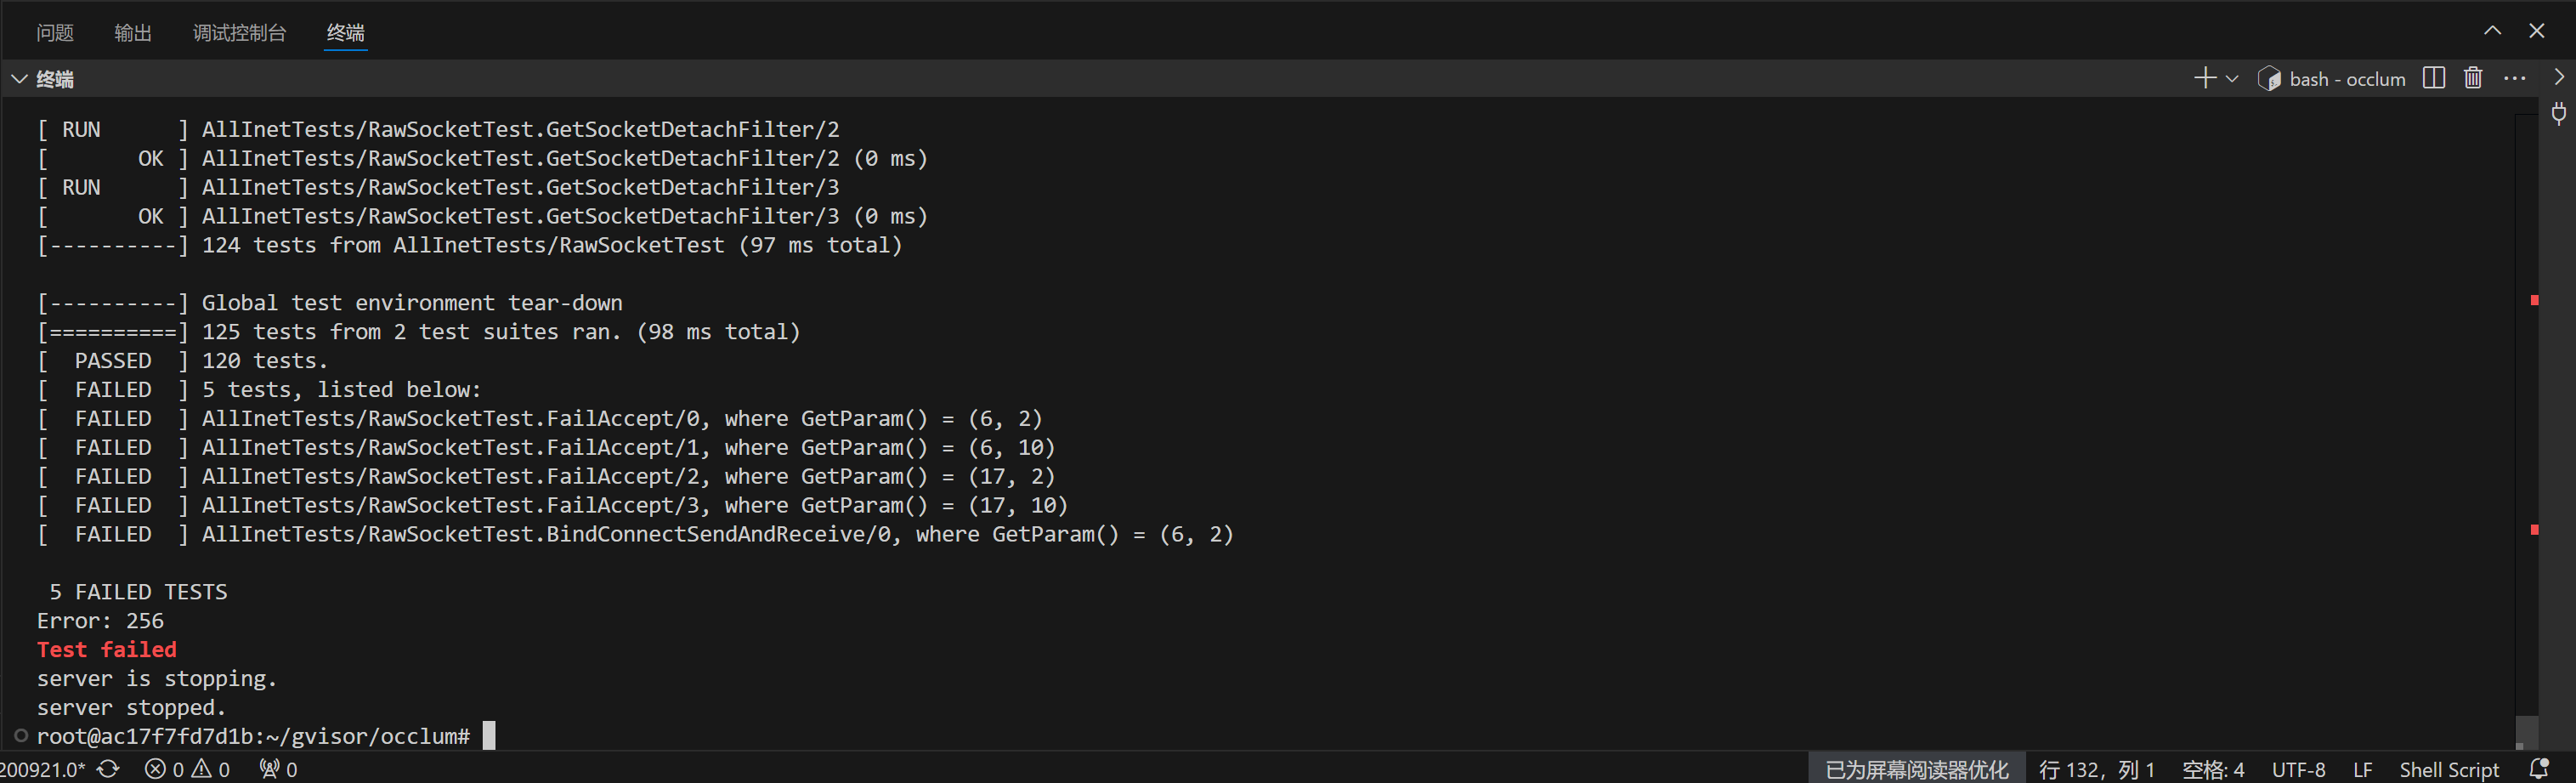 问题 输出 调试控制台 终端
终端 bash - occlum
[ RUN      ] AllInetTests/RawSocketTest.GetSocketDetachFilter/2
[       OK ] AllInetTests/RawSocketTest.GetSocketDetachFilter/2 (0 ms)
[ RUN      ] AllInetTests/RawSocketTest.GetSocketDetachFilter/3
[       OK ] AllInetTests/RawSocketTest.GetSocketDetachFilter/3 (0 ms)
[----------] 124 tests from AllInetTests/RawSocketTest (97 ms total)
[----------] Global test environment tear-down
[==========] 125 tests from 2 test suites ran. (98 ms total)
[  PASSED  ] 120 tests.
[  FAILED  ] 5 tests, listed below:
[  FAILED  ] AllInetTests/RawSocketTest.FailAccept/0, where GetParam() = (6, 2)
[  FAILED  ] AllInetTests/RawSocketTest.FailAccept/1, where GetParam() = (6, 10)
[  FAILED  ] AllInetTests/RawSocketTest.FailAccept/2, where GetParam() = (17, 2)
[  FAILED  ] AllInetTests/RawSocketTest.FailAccept/3, where GetParam() = (17, 10)
[  FAILED  ] AllInetTests/RawSocketTest.BindConnectSendAndReceive/0, where GetParam() = (6, 2)
 5 FAILED TESTS
Error: 256
Test failed
server is stopping.
server stopped.
root@ac17f7fd7d1b:~/gvisor/occlum#
200921.0* 0 0 0 已为屏幕阅读器优化 行 132，列 1 空格: 4 UTF-8 LF Shell Script